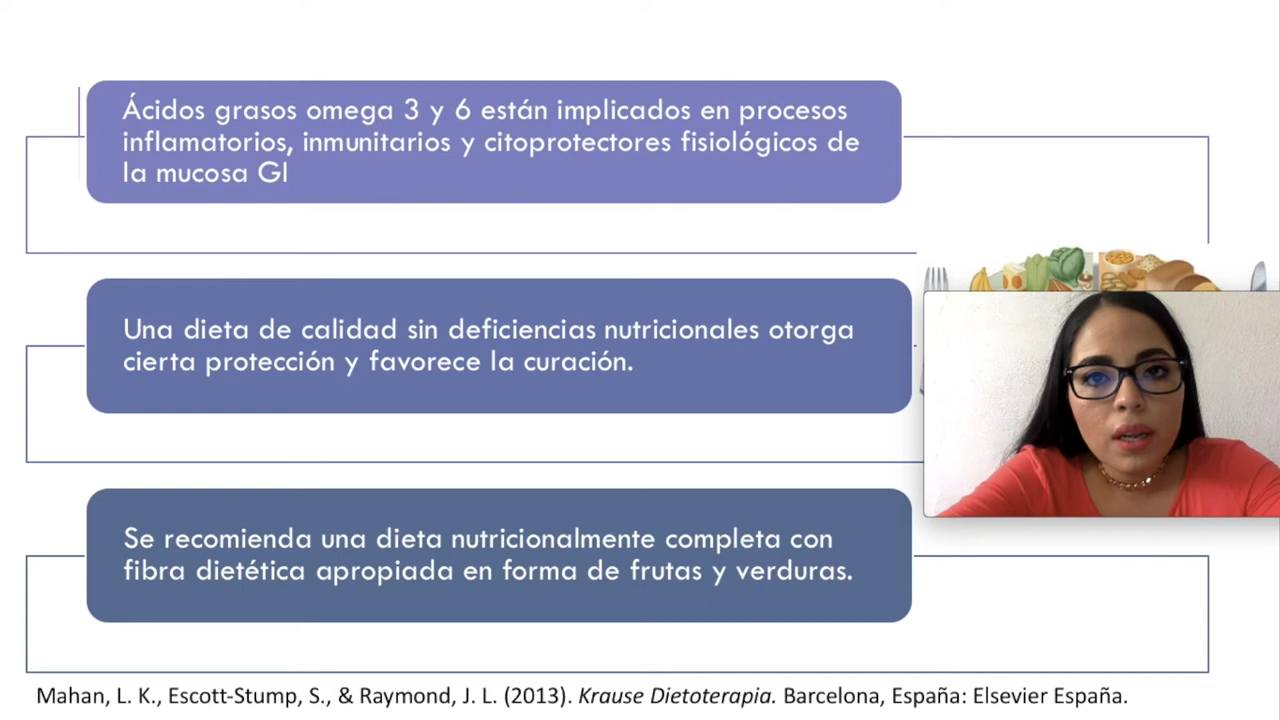 Ácidos grasos omega 3 y 6 están implicados en procesos
inflamatorios, inmunitarios y citoprotectores fisiológicos de
la mucosa GI
Una dieta de calidad sin deficiencias nutricionales otorga
cierta protección y favorece la curación.
Se recomienda una dieta nutricionalmente completa con
fibra dietética apropiada en forma de frutas y verduras.
Mahan, L. K., Escott-Stump, S., & Raymond, J. L. (2013). Krause Dietoterapia. Barcelona, España: Elsevier España.